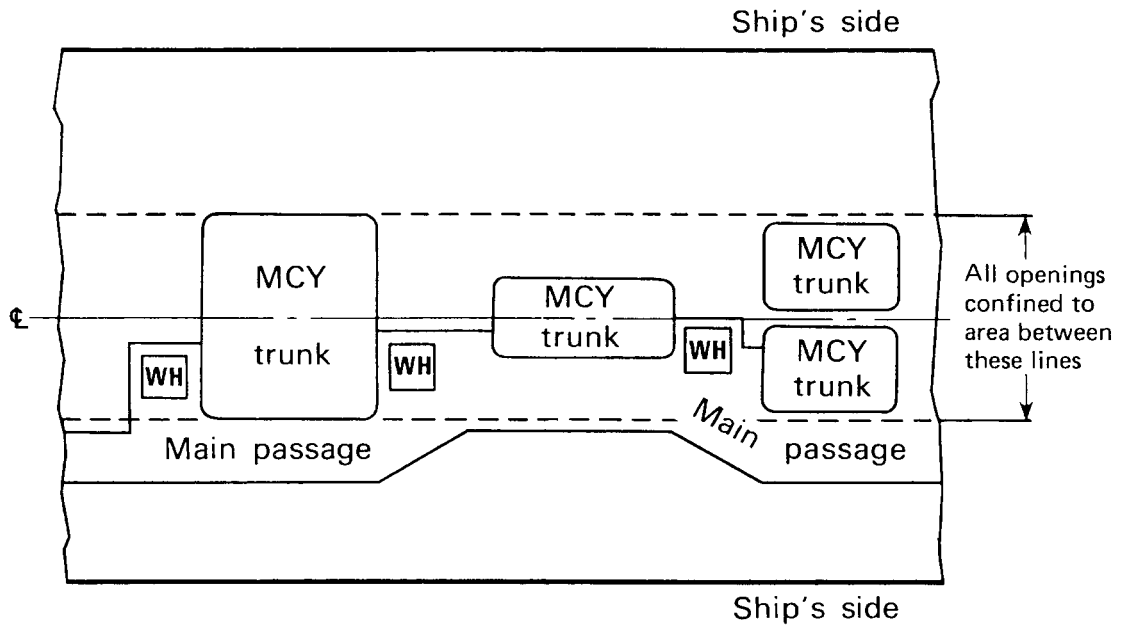 Ship's side
MCY
trunk
MCY
trunk
MCY
trunk
MCY
trunk
All openings
confined to
area between
these lines
℄
WH
WH
WH
Main passage
Main passage
Ship's side